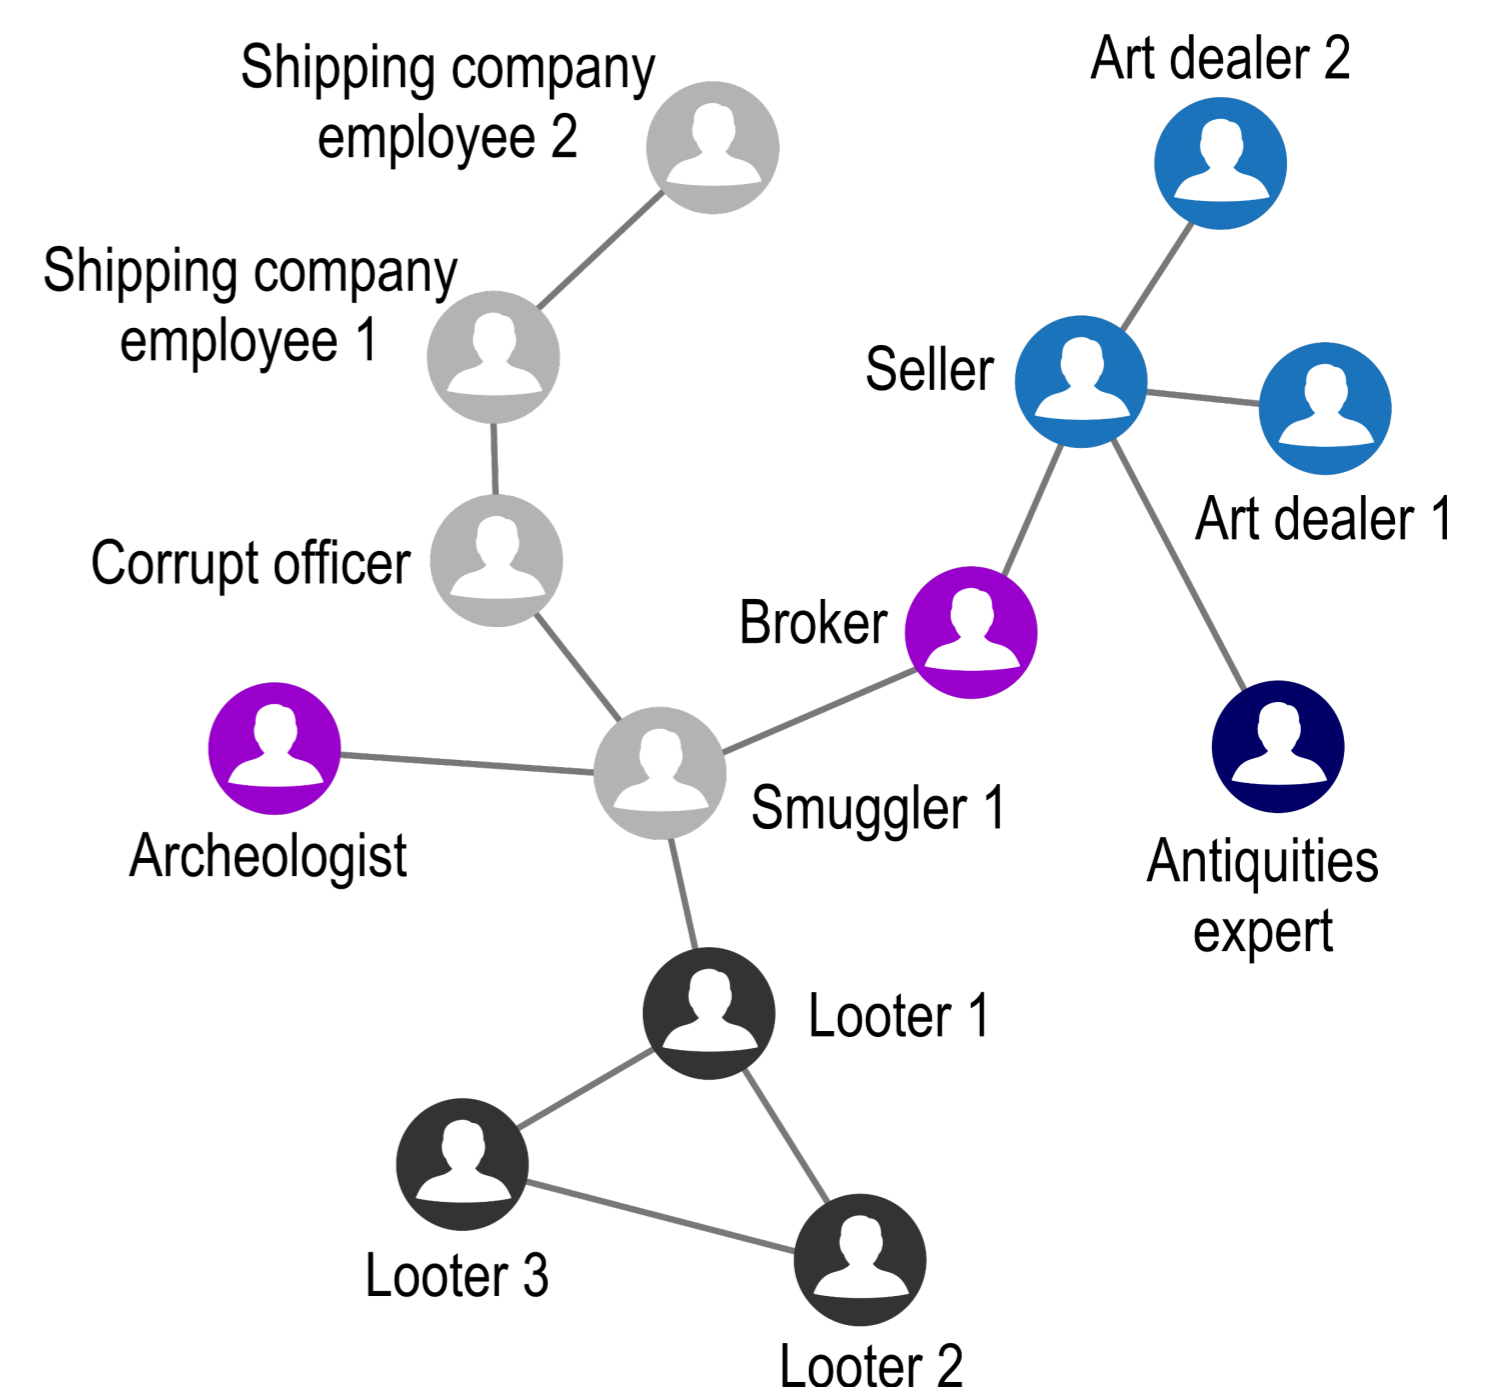 Shipping company
employee 2
Art dealer 2
Shipping company
employee 1
Seller
Art dealer 1
Corrupt officer
Broker
Archeologist
Smuggler 1
Antiquities
expert
Looter 1
Looter 3
Looter 2